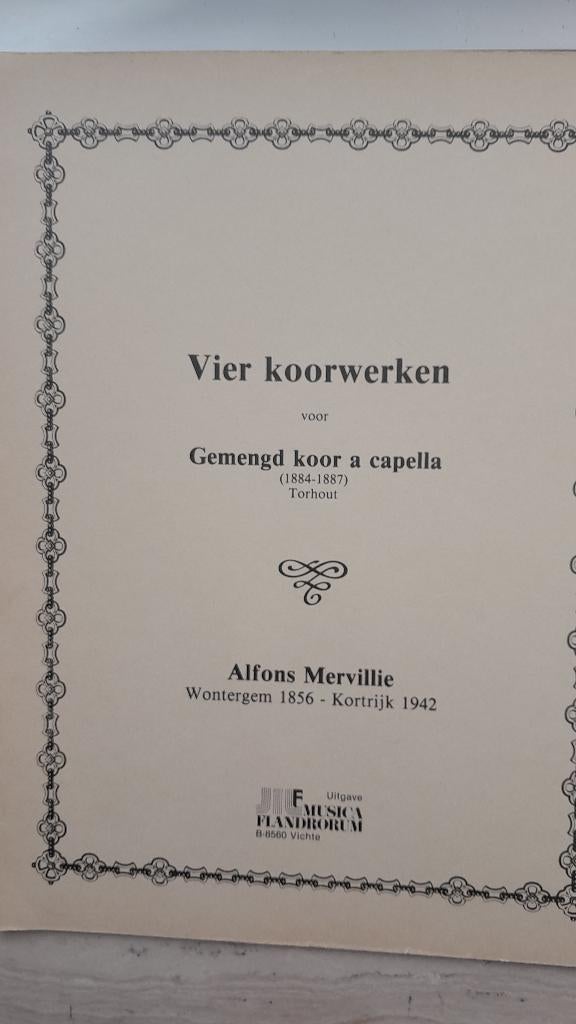 Vier koorwerken
voor
Gemengd koor a capella
(1884-1887)
Torhout
Alfons Mervillie
Wontergem 1856 - Kortrijk 1942
Uitgave
MUSICA
FLANDRORUM
B-8560 Vichte